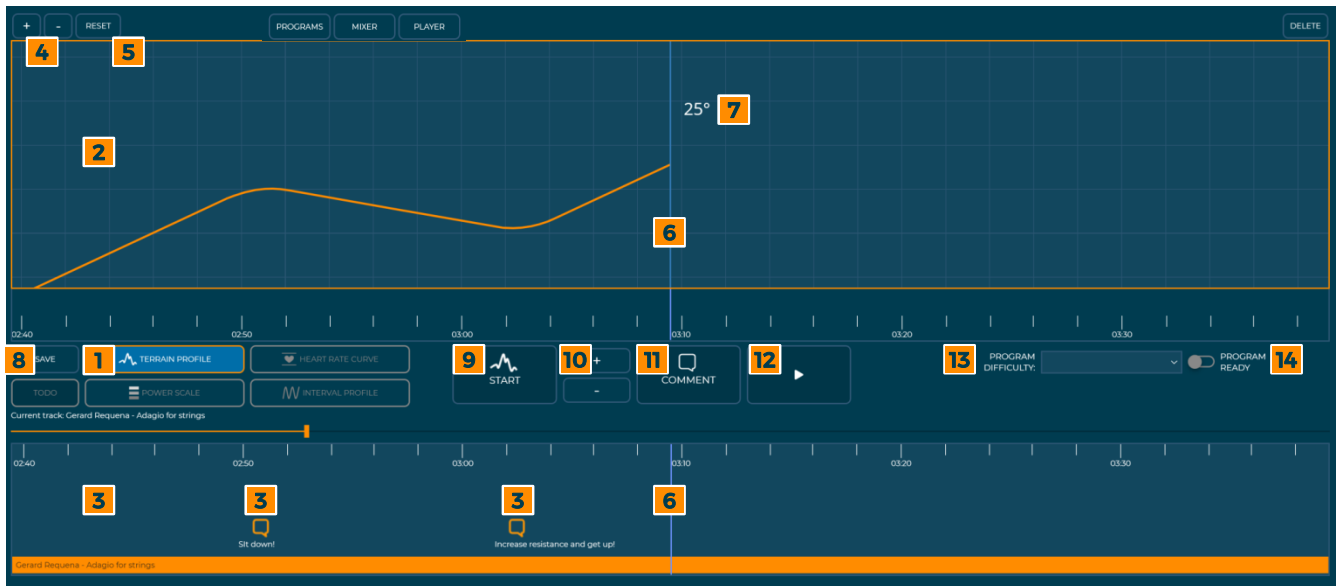 + - RESET PROGRAMS MIXER PLAYER DELETE
4 5
25° 7
2
6
02:40 02:50 03:00 03:10 03:20 03:30
8 SAVE 1 TERRAIN PROFILE HEART RATE CURVE 9 START 10 + 11 COMMENT 12 13 PROGRAM DIFFICULTY: PROGRAM READY 14
TODO POWER SCALE INTERVAL PROFILE -
Current track: Gerard Requena - Adagio for strings
02:40 02:50 03:00 03:10 03:20 03:30
3 3 3 6
Sit down! Increase resistance and get up!
Gerard Requena - Adagio for strings